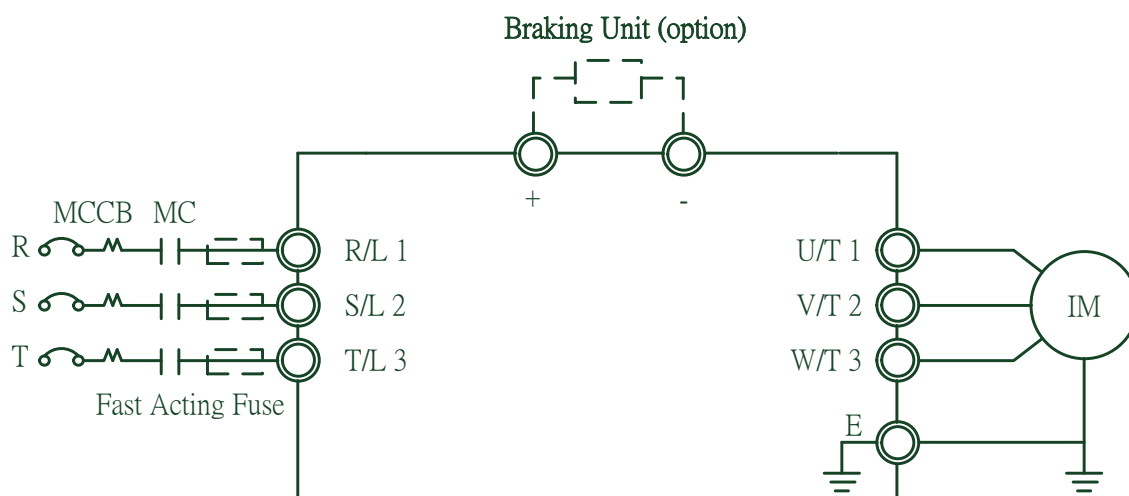 Braking Unit (option)
+ -
MCCB MC
R R/L 1 U/T 1
S S/L 2 V/T 2 IM
T T/L 3 W/T 3
Fast Acting Fuse
E